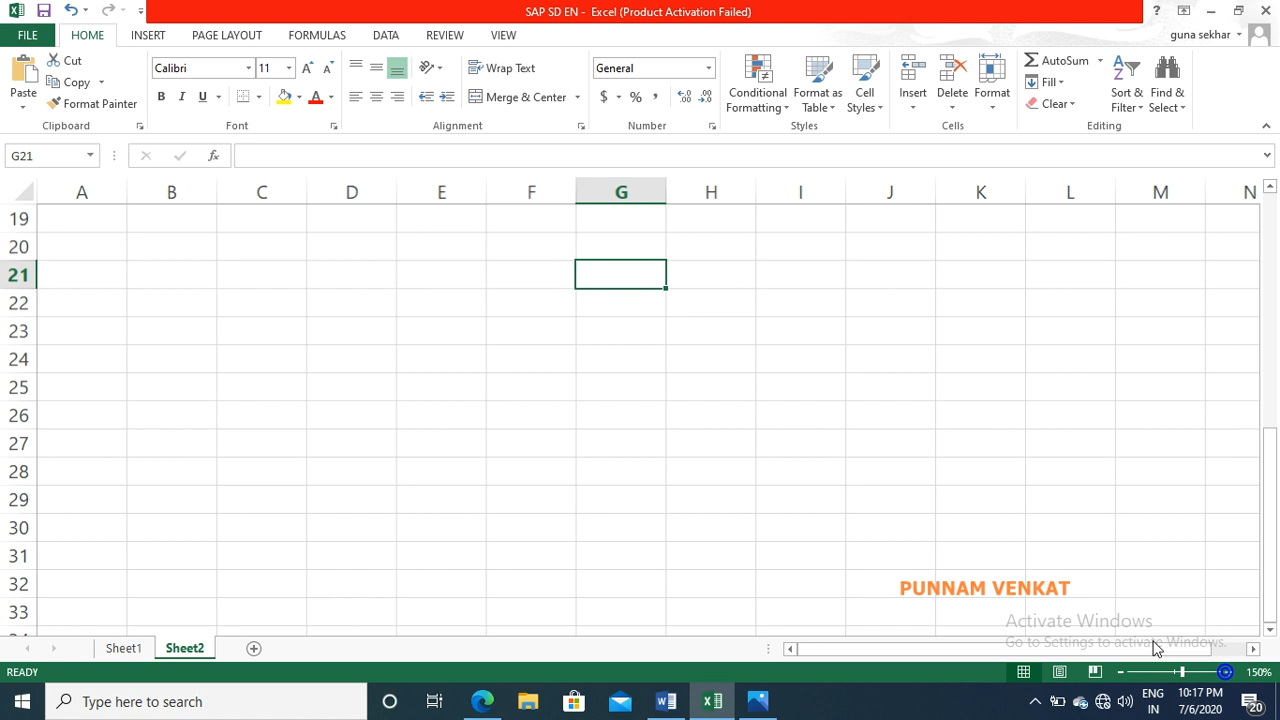 SAP SD EN - Excel (Product Activation Failed)
?
FILE HOME INSERT PAGE LAYOUT FORMULAS DATA REVIEW VIEW guna sekhar
Cut
Copy
Format Painter
Paste
Clipboard
Calibri 11
B I U
Font
Wrap Text
Merge & Center
Alignment
General
$ % ,
Number
Conditional Formatting
Format as Table
Cell Styles
Styles
Insert Delete Format
Cells
AutoSum
Fill
Clear
Sort & Filter
Find & Select
Editing
G21 fx
A B C D E F G H I J K L M N
19
20
21
22
23
24
25
26
27
28
29
30
31
32
33
PUNNAM VENKAT
Activate Windows
Go to Settings to activate Windows.
Sheet1 Sheet2
READY 150%
Type here to search
ENG
IN
10:17 PM
7/6/2020
20